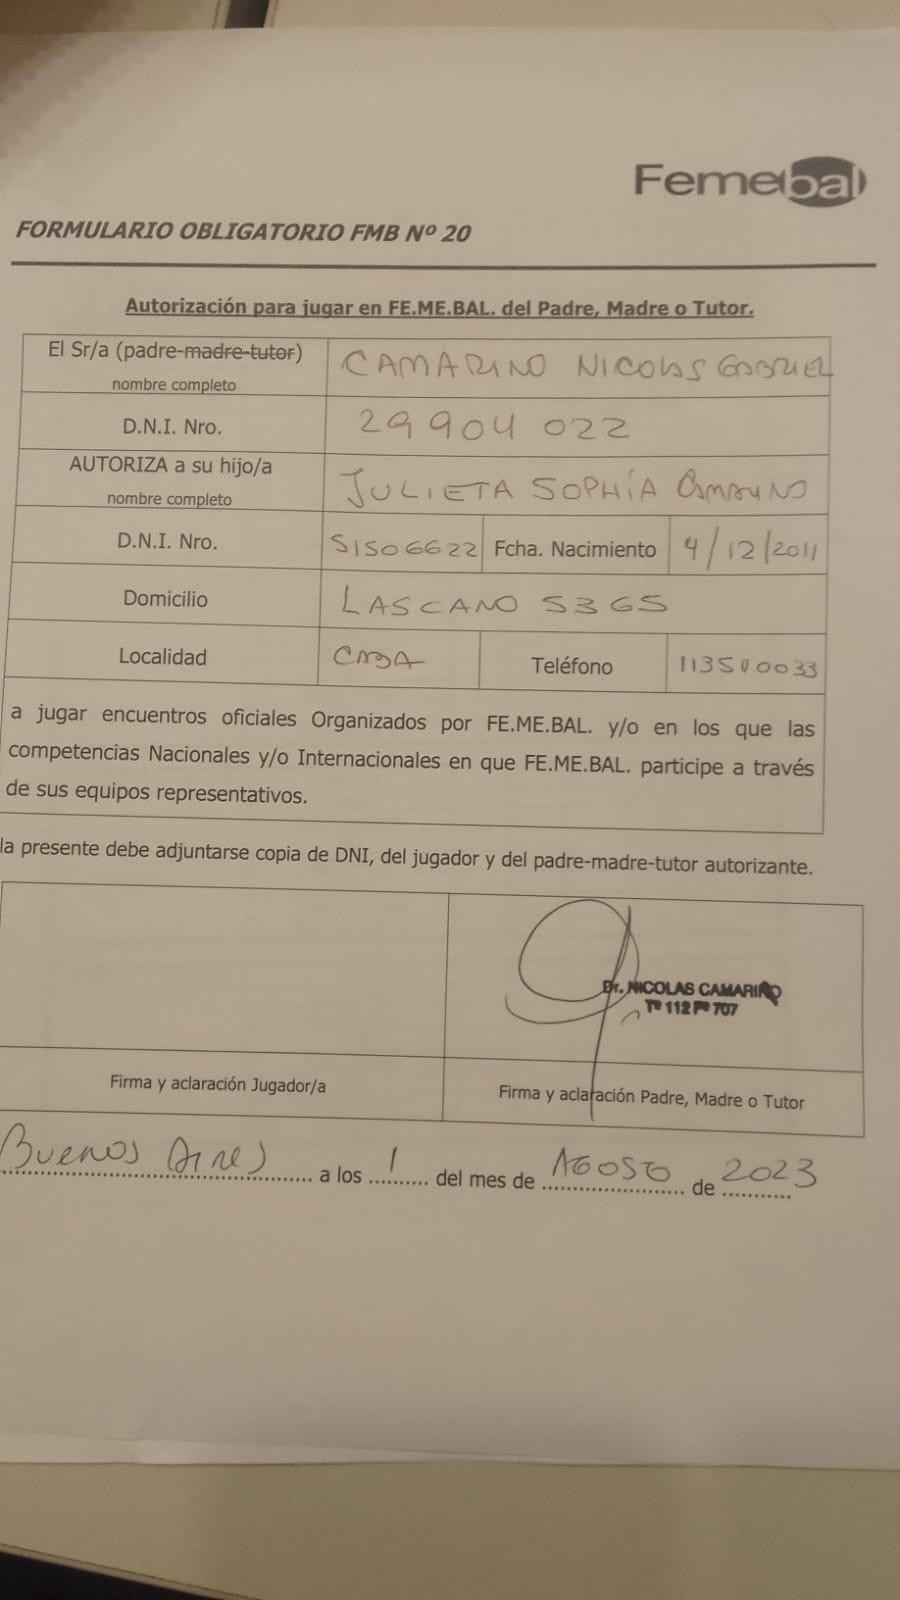 Femebal
FORMULARIO OBLIGATORIO FMB Nº 20
Autorización para jugar en FE.ME.BAL. del Padre, Madre o Tutor.
El Sr/a (padre-madre-tutor) CAMARINO NICOLAS GABRIEL
nombre completo
D.N.I. Nro. 29904 022
AUTORIZA a su hijo/a JULIETA SOPHÍA CAMARINO
nombre completo
D.N.I. Nro. 51506622 Fcha. Nacimiento 4/12/2011
Domicilio LASCANO 5365
Localidad CABA Teléfono
a jugar encuentros oficiales Organizados por FE.ME.BAL. y/o en los que las
competencias Nacionales y/o Internacionales en que FE.ME.BAL. participe a través
de sus equipos representativos.
la presente debe adjuntarse copia de DNI, del jugador y del padre-madre-tutor autorizante.
Dr. NICOLAS CAMARIÑO
Tº 112 Fº 707
Firma y aclaración Jugador/a
Firma y aclaración Padre, Madre o Tutor
BUENOS AIRES a los 1 del mes de AGOSTO de 2023